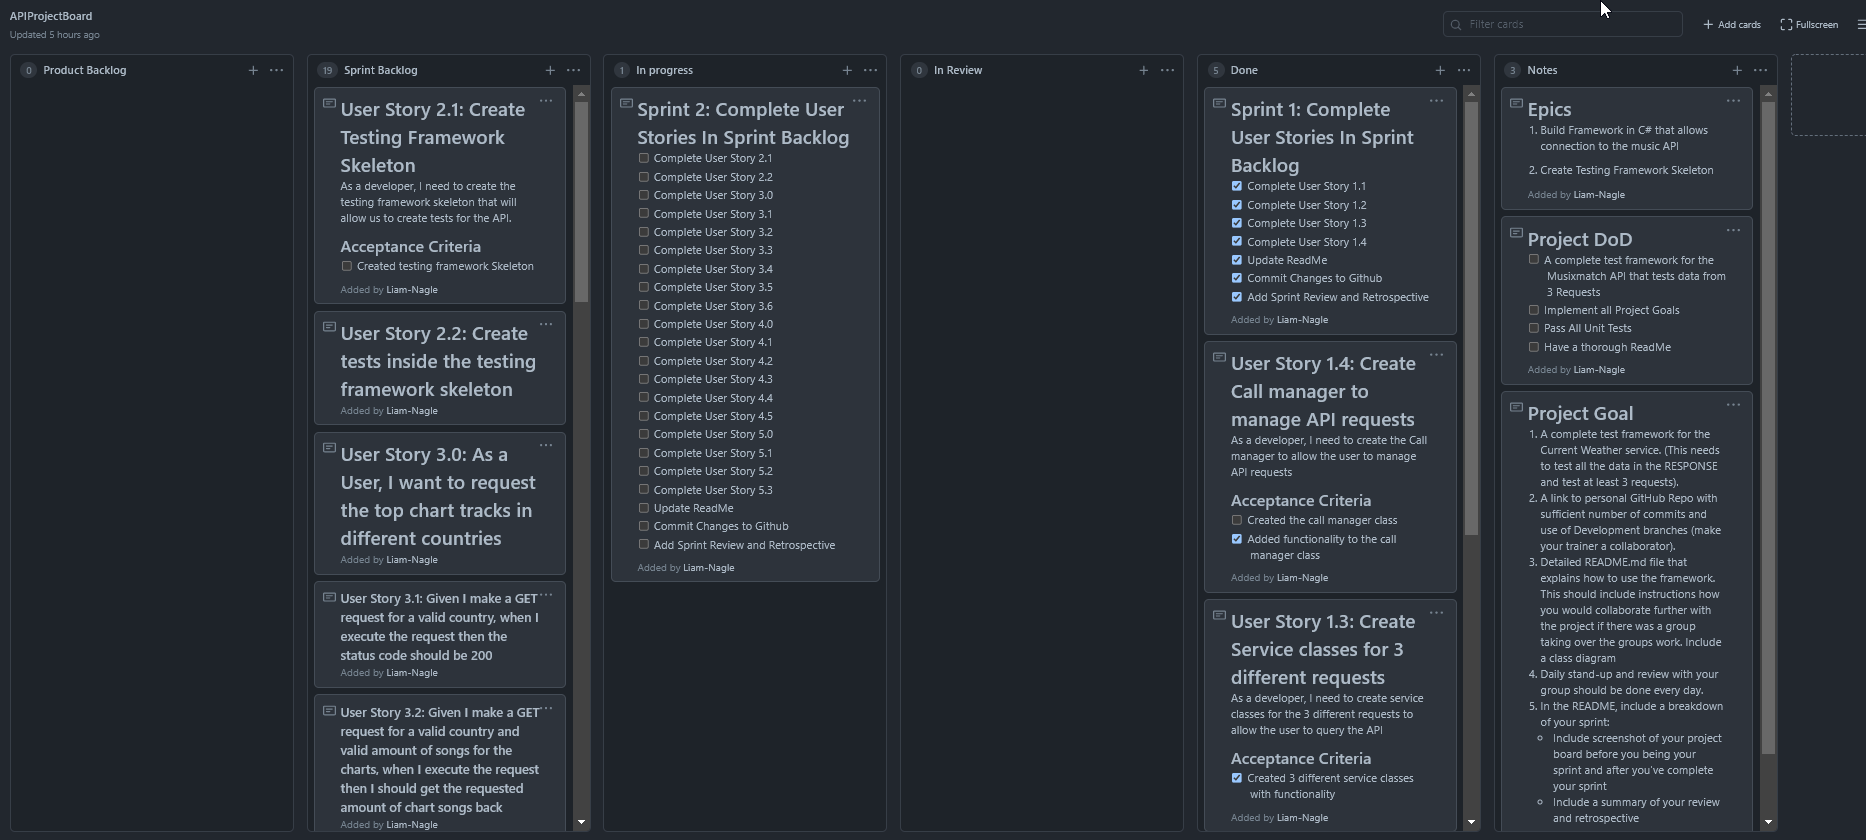 APIProjectBoard
Updated 5 hours ago
Filter cards
Add cards
Fullscreen
0 Product Backlog
19 Sprint Backlog
User Story 2.1: Create
Testing Framework
Skeleton
As a developer, I need to create the
testing framework skeleton that will
allow us to create tests for the API.
Acceptance Criteria
Created testing framework Skeleton
Added by Liam-Nagle
User Story 2.2: Create
tests inside the testing
framework skeleton
Added by Liam-Nagle
User Story 3.0: As a
User, I want to request
the top chart tracks in
different countries
Added by Liam-Nagle
User Story 3.1: Given I make a GET
request for a valid country, when I
execute the request then the
status code should be 200
Added by Liam-Nagle
User Story 3.2: Given I make a GET
request for a valid country and
valid amount of songs for the
charts, when I execute the request
then I should get the requested
amount of chart songs back
Added by Liam-Nagle
1 In progress
Sprint 2: Complete User
Stories In Sprint Backlog
Complete User Story 2.1
Complete User Story 2.2
Complete User Story 3.0
Complete User Story 3.1
Complete User Story 3.2
Complete User Story 3.3
Complete User Story 3.4
Complete User Story 3.5
Complete User Story 3.6
Complete User Story 4.0
Complete User Story 4.1
Complete User Story 4.2
Complete User Story 4.3
Complete User Story 4.4
Complete User Story 4.5
Complete User Story 5.0
Complete User Story 5.1
Complete User Story 5.2
Complete User Story 5.3
Update ReadMe
Commit Changes to Github
Add Sprint Review and Retrospective
Added by Liam-Nagle
0 In Review
5 Done
Sprint 1: Complete
User Stories In Sprint
Backlog
Complete User Story 1.1
Complete User Story 1.2
Complete User Story 1.3
Complete User Story 1.4
Update ReadMe
Commit Changes to Github
Add Sprint Review and Retrospective
Added by Liam-Nagle
User Story 1.4: Create
Call manager to
manage API requests
As a developer, I need to create the Call
manager to allow the user to manage
API requests
Acceptance Criteria
Created the call manager class
Added functionality to the call
manager class
Added by Liam-Nagle
User Story 1.3: Create
Service classes for 3
different requests
As a developer, I need to create service
classes for the 3 different requests to
allow the user to query the API
Acceptance Criteria
Created 3 different service classes
with functionality
Added by Liam-Nagle
3 Notes
Epics
1. Build Framework in C# that allows
connection to the music API
2. Create Testing Framework Skeleton
Added by Liam-Nagle
Project DoD
A complete test framework for the
Musixmatch API that tests data from
3 Requests
Implement all Project Goals
Pass All Unit Tests
Have a thorough ReadMe
Added by Liam-Nagle
Project Goal
1. A complete test framework for the
Current Weather service. (This needs
to test all the data in the RESPONSE
and test at least 3 requests).
2. A link to personal GitHub Repo with
sufficient number of commits and
use of Development branches (make
your trainer a collaborator).
3. Detailed README.md file that
explains how to use the framework.
This should include instructions how
you would collaborate further with
the project if there was a group
taking over the groups work. Include
a class diagram
4. Daily stand-up and review with your
group should be done every day.
5. In the README, include a breakdown
of your sprint:
Include screenshot of your project
board before you being your
sprint and after you've complete
your sprint
Include a summary of your review
and retrospective